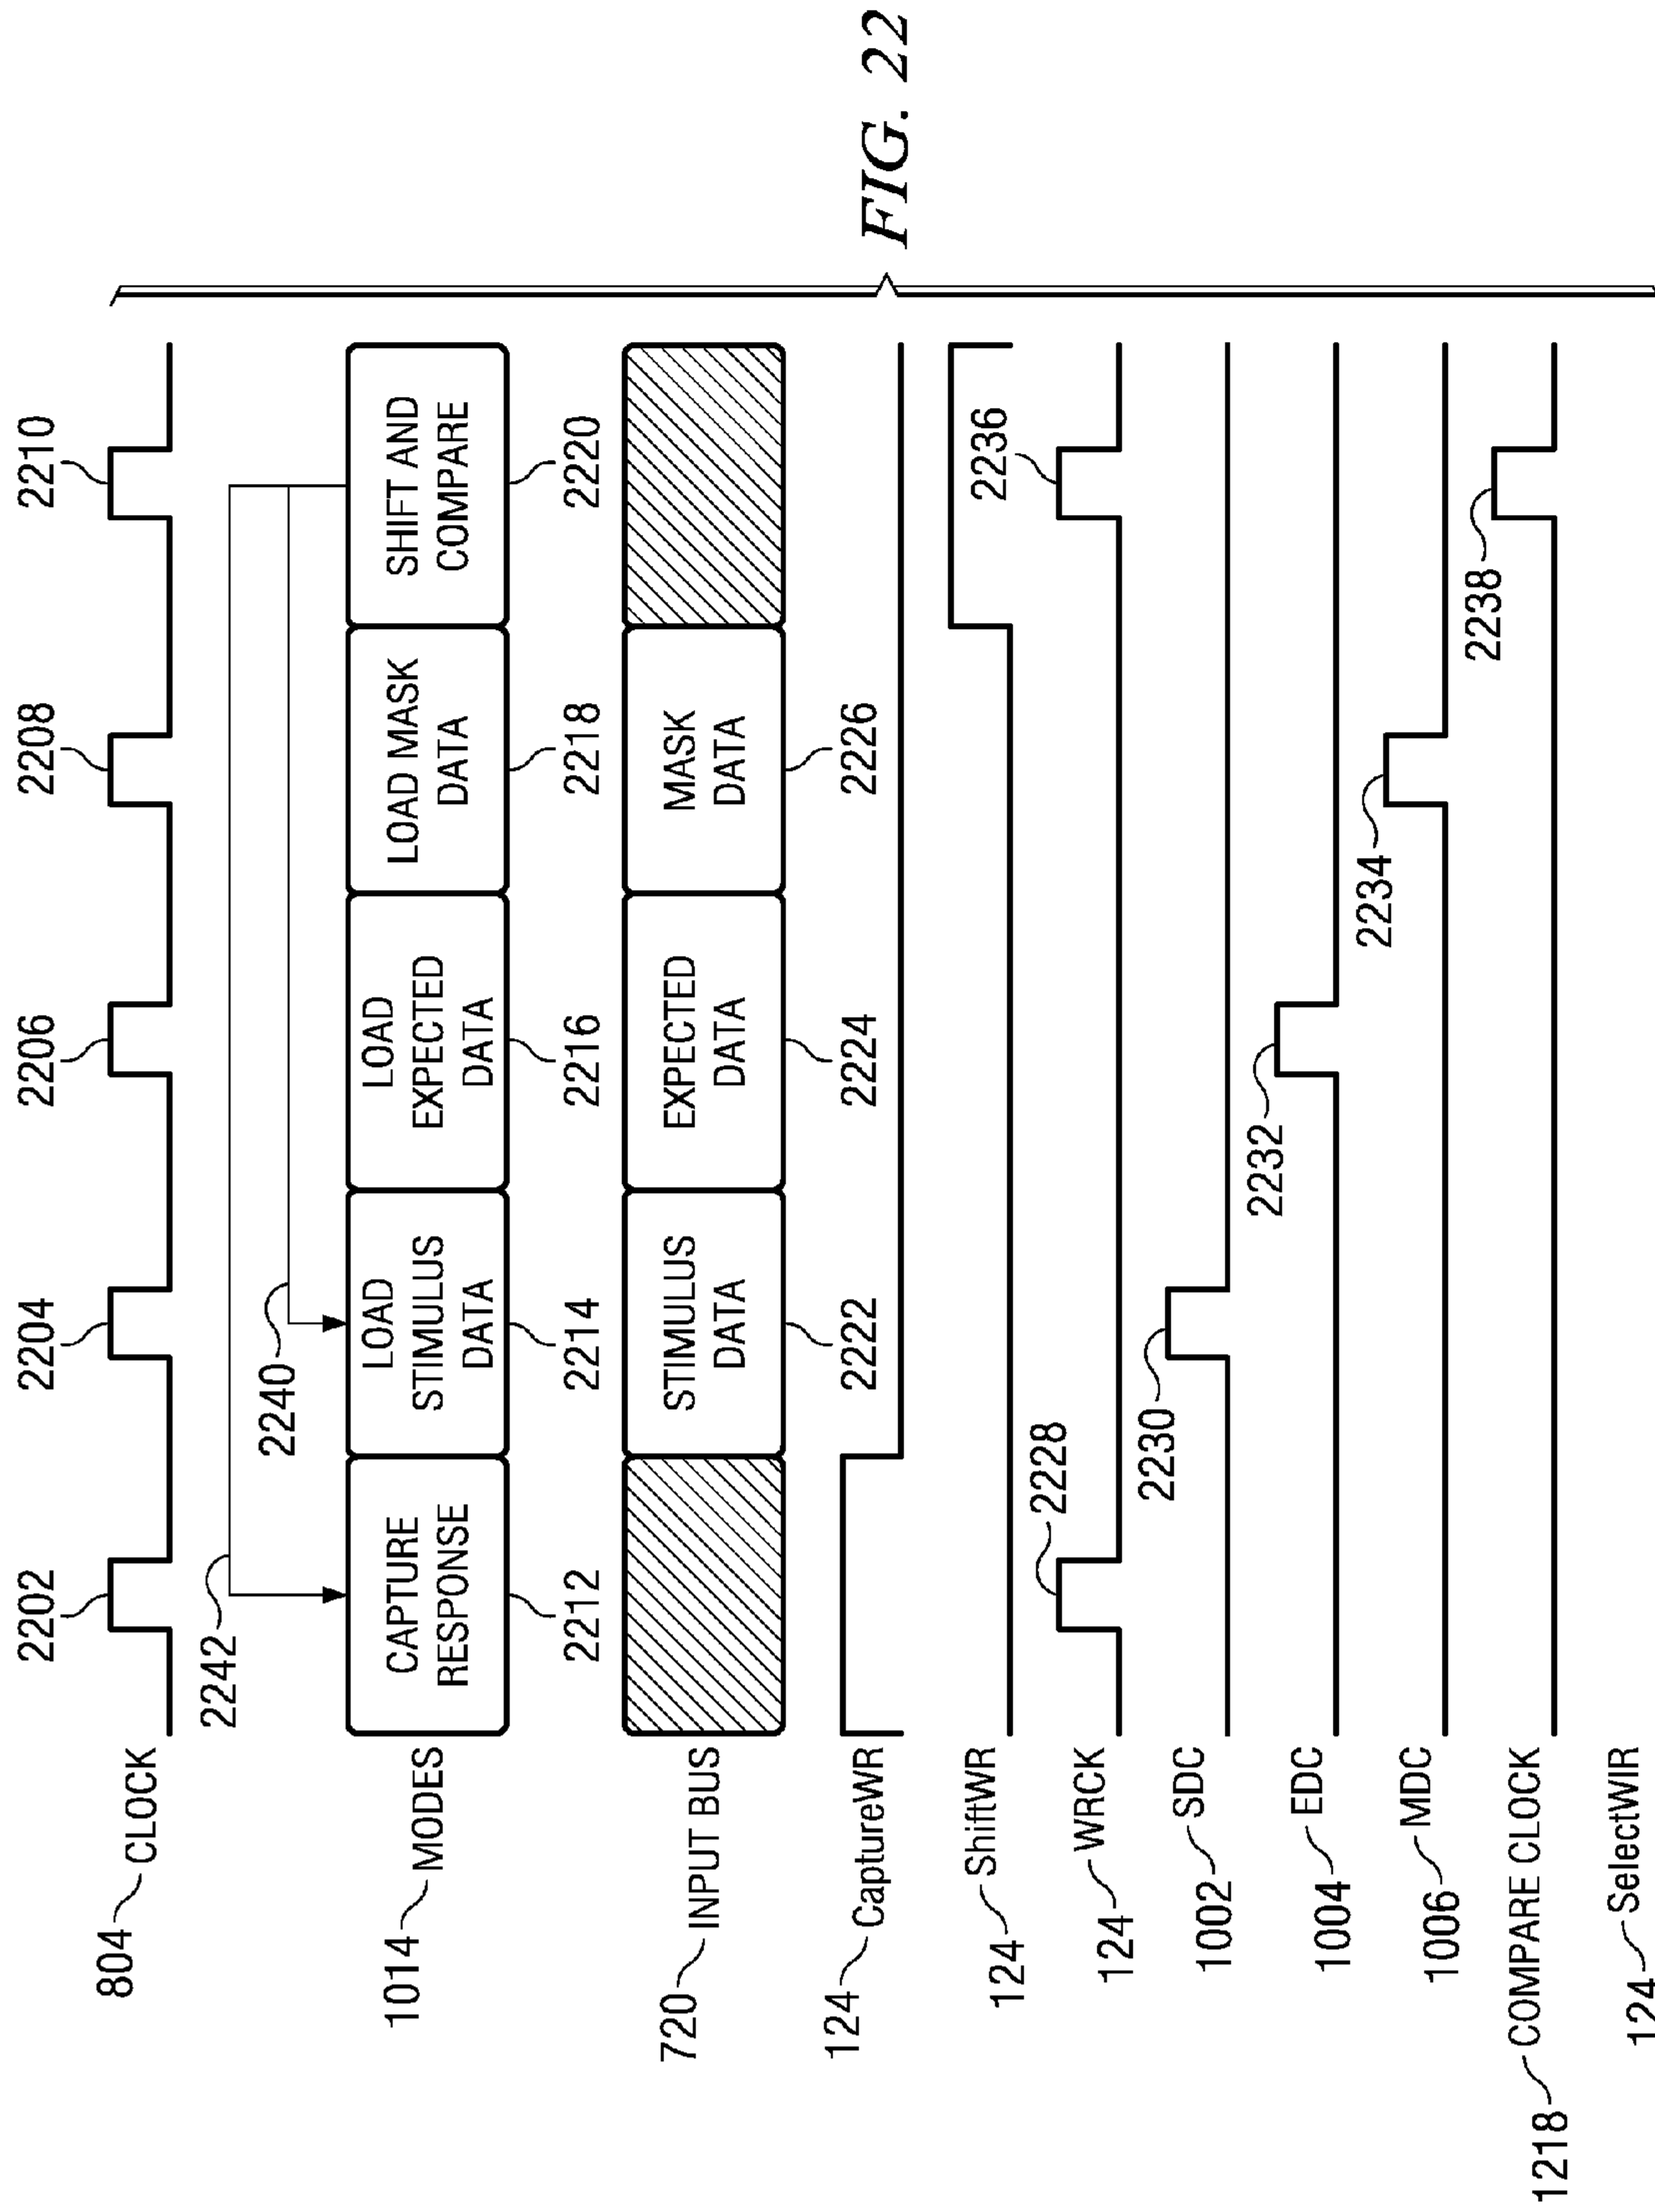 2202 2204 2206 2208 2210
804 CLOCK
2242
2240
1014 MODES
CAPTURE RESPONSE
LOAD STIMULUS DATA
LOAD EXPECTED DATA
LOAD MASK DATA
SHIFT AND COMPARE
2212 2214 2216 2218 2220
720 INPUT BUS
STIMULUS DATA
EXPECTED DATA
MASK DATA
2222 2224 2226
124 CaptureWR
124 ShiftWR
2228
2236
124 WRCK
2230
1002 SDC
2232
1004 EDC
2234
1006 MDC
2238
1218 COMPARE CLOCK
124 SelectWIR
FIG. 22